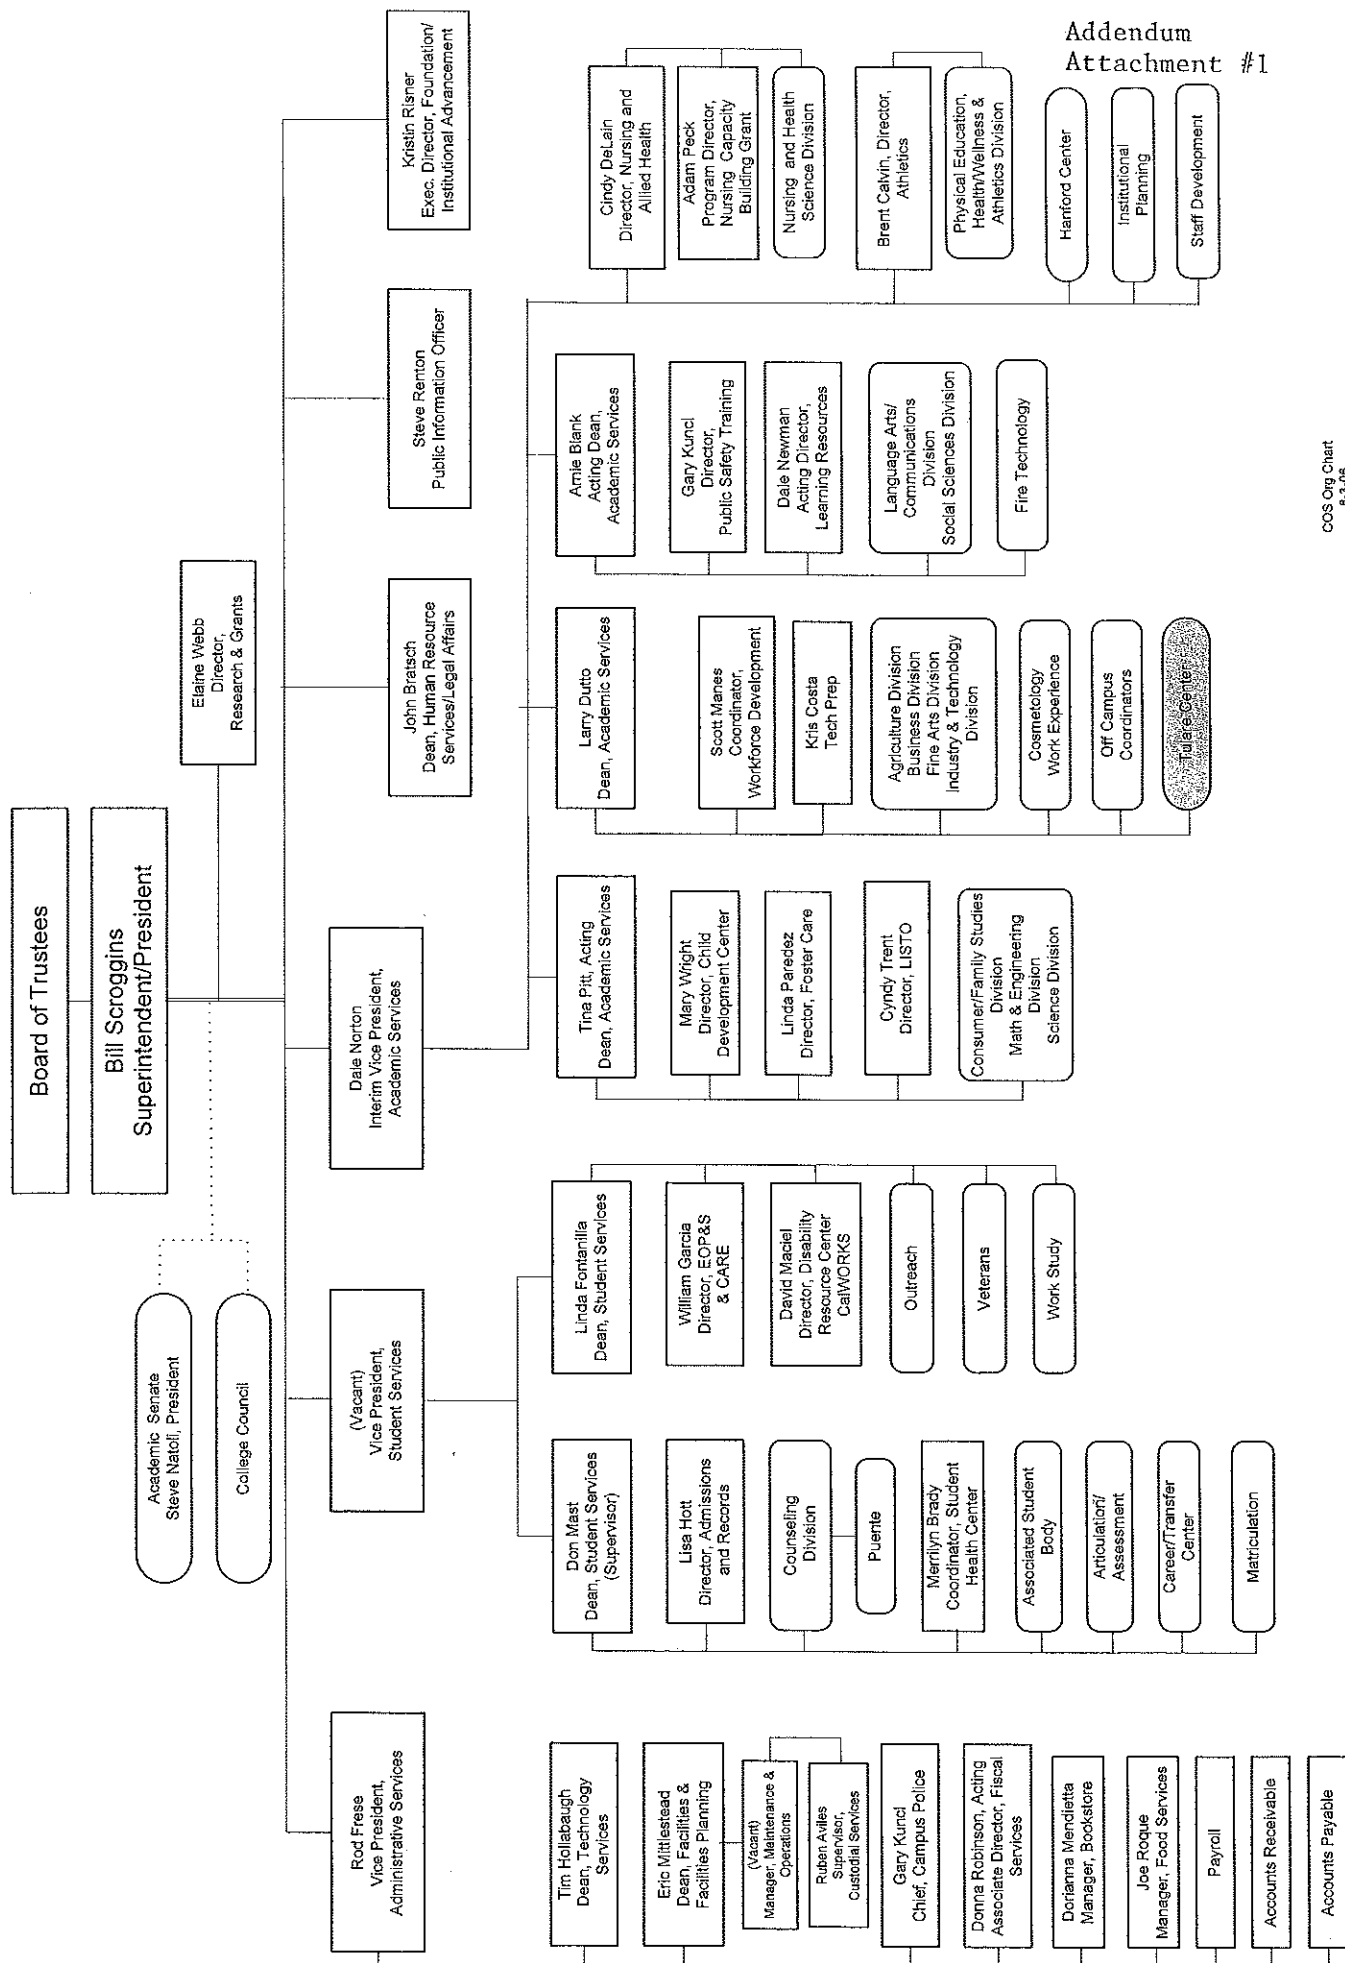 Addendum
Attachment #1
Board of Trustees
Bill Scroggins
Superintendent/President
Elaine Webb
Director,
Research & Grants
Academic Senate
Steve Natoli, President
College Council
Rod Frese
Vice President,
Administrative Services
(Vacant)
Vice President,
Student Services
Dale Norton
Interim Vice President,
Academic Services
John Bratsch
Dean, Human Resource
Services/Legal Affairs
Steve Renton
Public Information Officer
Kristin Risner
Exec. Director, Foundation/
Institutional Advancement
Tim Hollabaugh
Dean, Technology
Services
Eric Mittlestead
Dean, Facilities &
Facilities Planning
(Vacant)
Manager, Maintenance &
Operations
Ruben Aviles
Supervisor,
Custodial Services
Gary Kuncl
Chief, Campus Police
Donna Robinson, Acting
Associate Director, Fiscal
Services
Dorianna Mendietta
Manager, Bookstore
Joe Roque
Manager, Food Services
Payroll
Accounts Receivable
Accounts Payable
Don Mast
Dean, Student Services
(Supervisor)
Lisa Hott
Director, Admissions
and Records
Counseling
Division
Puente
Merrilyn Brady
Coordinator, Student
Health Center
Associated Student
Body
Articulation/
Assessment
Career/Transfer
Center
Matriculation
Linda Fontanilla
Dean, Student Services
William Garcia
Director, EOP&S
& CARE
David Maciel
Director, Disability
Resource Center
CalWORKS
Outreach
Veterans
Work Study
Tina Pitt, Acting
Dean, Academic Services
Mary Wright
Director, Child
Development Center
Linda Paredez
Director, Foster Care
Cyndy Trent
Director, LISTO
Consumer/Family Studies
Division
Math & Engineering
Division
Science Division
Larry Dutto
Dean, Academic Services
Scott Manes
Coordinator,
Workforce Development
Kris Costa
Tech Prep
Agriculture Division
Business Division
Fine Arts Division
Industry & Technology
Division
Cosmetology
Work Experience
Off Campus
Coordinators
Tulare Center
Arnie Blank
Acting Dean,
Academic Services
Gary Kuncl
Director,
Public Safety Training
Dale Newman
Acting Director,
Learning Resources
Language Arts/
Communications
Division
Social Sciences Division
Fire Technology
Cindy DeLain
Director, Nursing and
Allied Health
Adam Peck
Program Director,
Nursing Capacity
Building Grant
Nursing and Health
Science Division
Brent Calvin, Director,
Athletics
Physical Education,
Health/Wellness &
Athletics Division
Hanford Center
Institutional
Planning
Staff Development
COS Org Chart
8-3-06